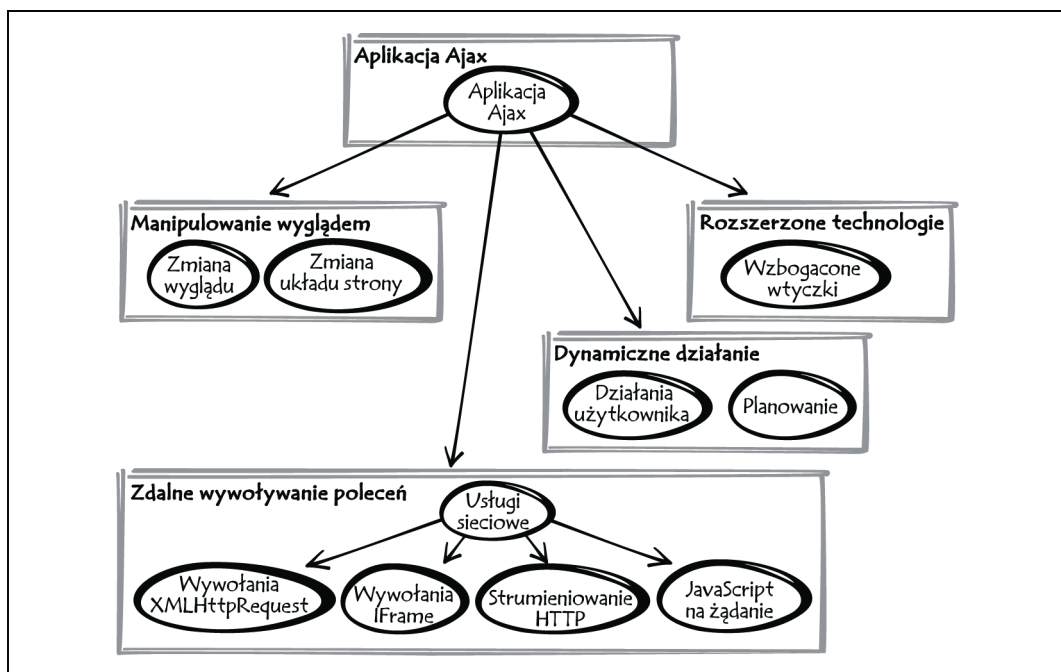 Aplikacja Ajax
Aplikacja
Ajax
Manipulowanie wyglądem
Zmiana
wyglądu
Zmiana
układu strony
Rozszerzone technologie
Wzbogacone
wtyczki
Dynamiczne działanie
Działania
użytkownika
Planowanie
Zdalne wywoływanie poleceń
Usługi
sieciowe
Wywołania
XMLHttpRequest
Wywołania
IFrame
Strumieniowanie
HTTP
JavaScript
na żądanie